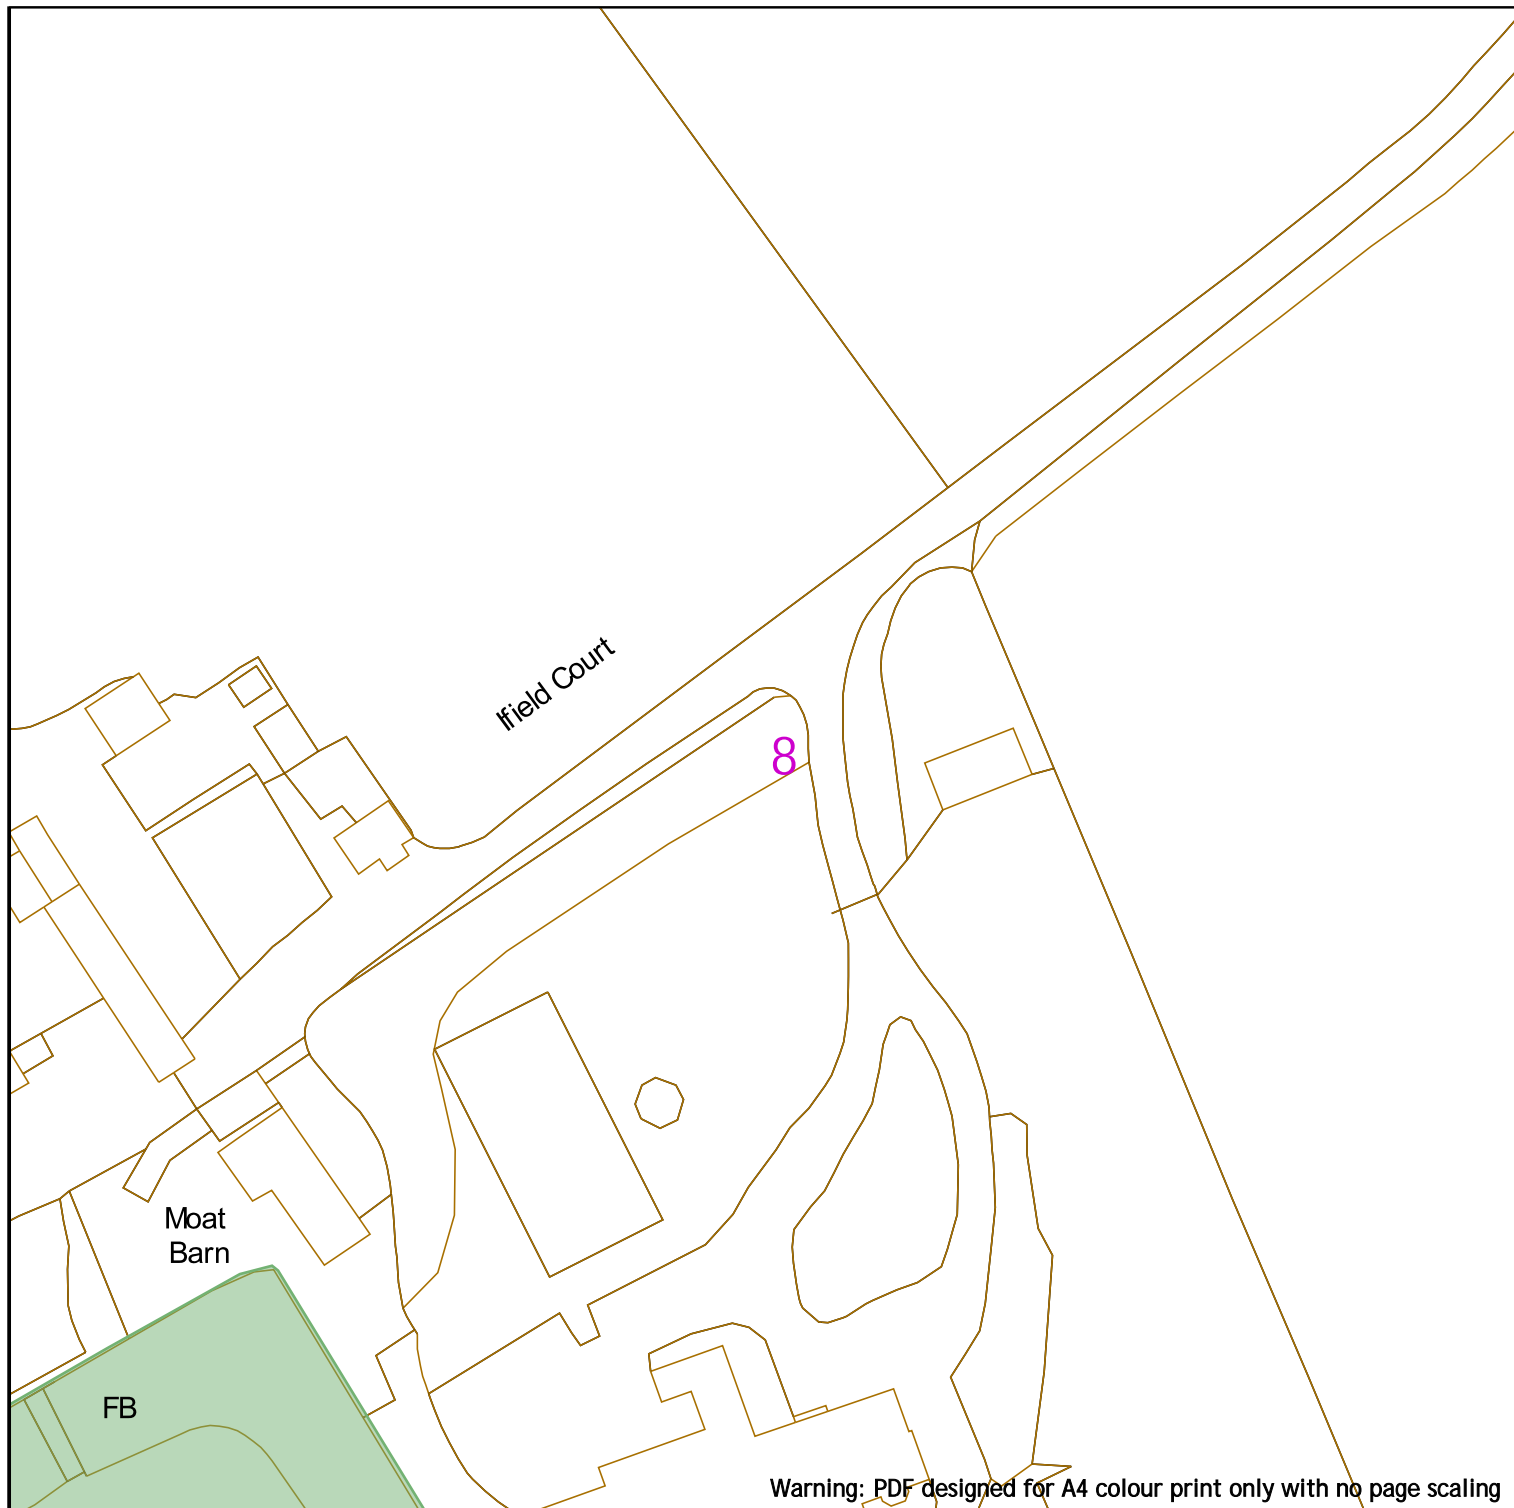 Ifield Court
8
Moat
Barn
FB
Warning: PDF designed for A4 colour print only with no page scaling